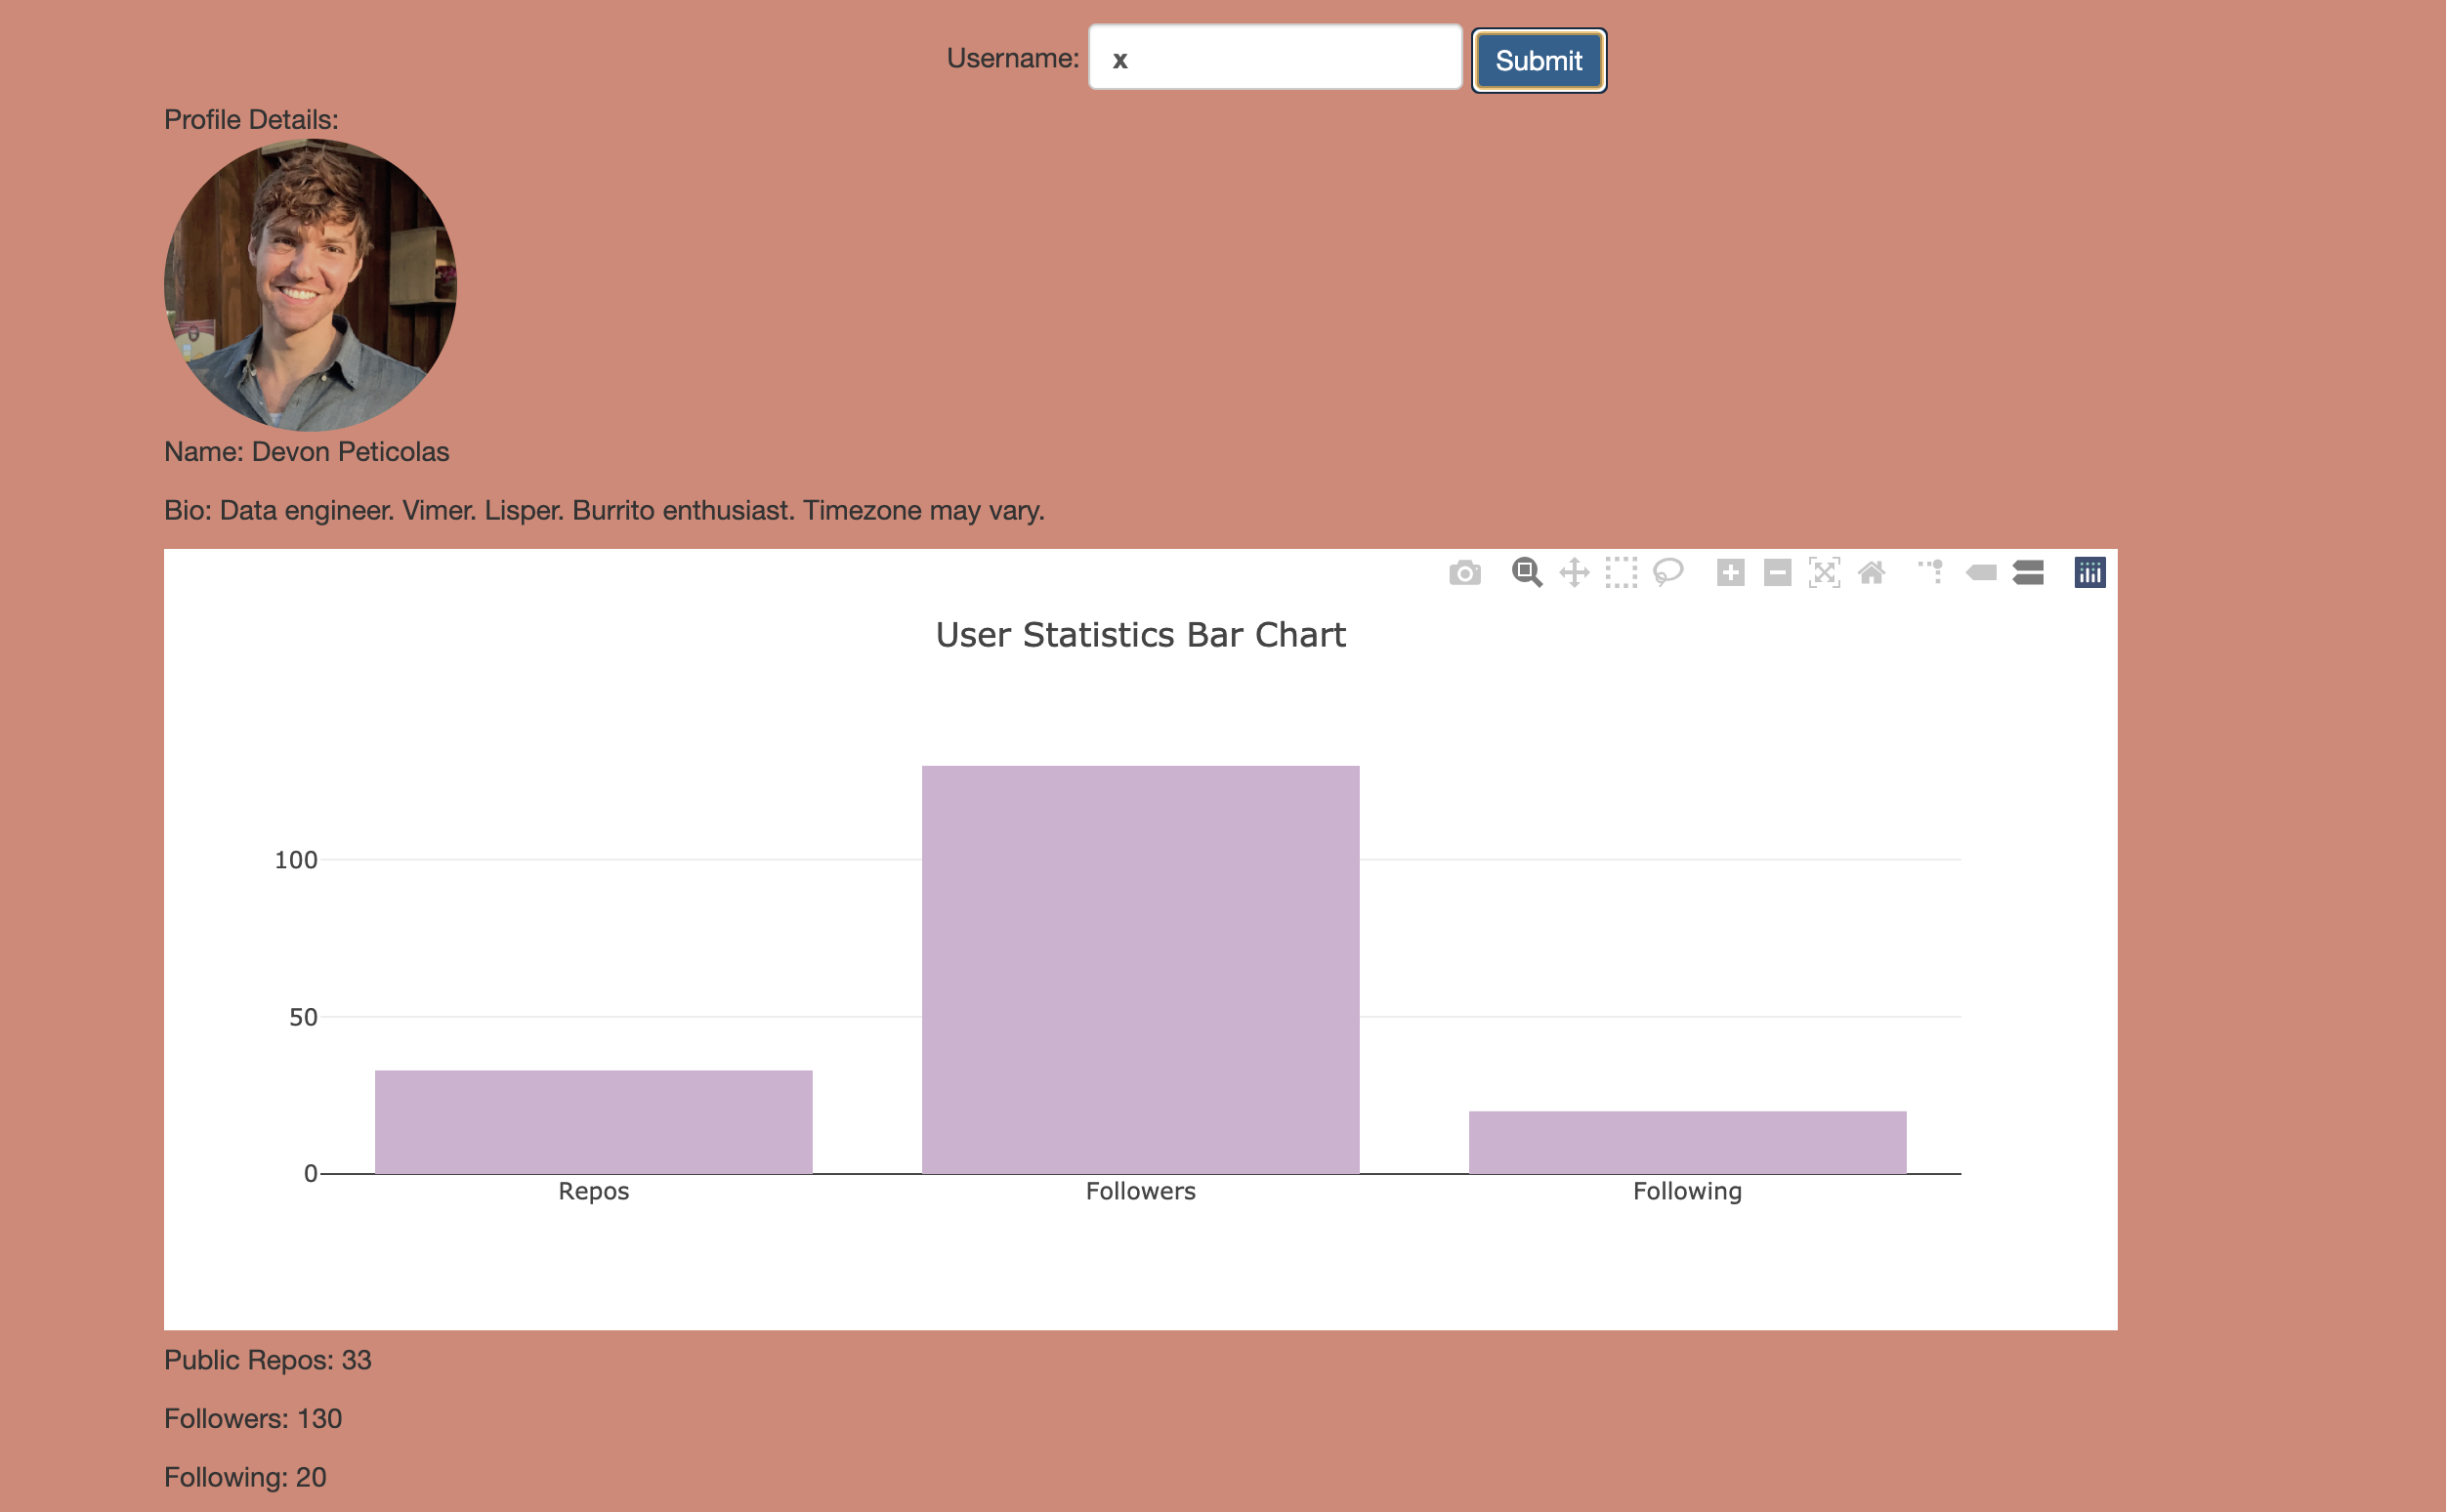 Username: x Submit
Profile Details:
Name: Devon Peticolas
Bio: Data engineer. Vimer. Lisper. Burrito enthusiast. Timezone may vary.
User Statistics Bar Chart
100
50
0
Repos Followers Following
Public Repos: 33
Followers: 130
Following: 20